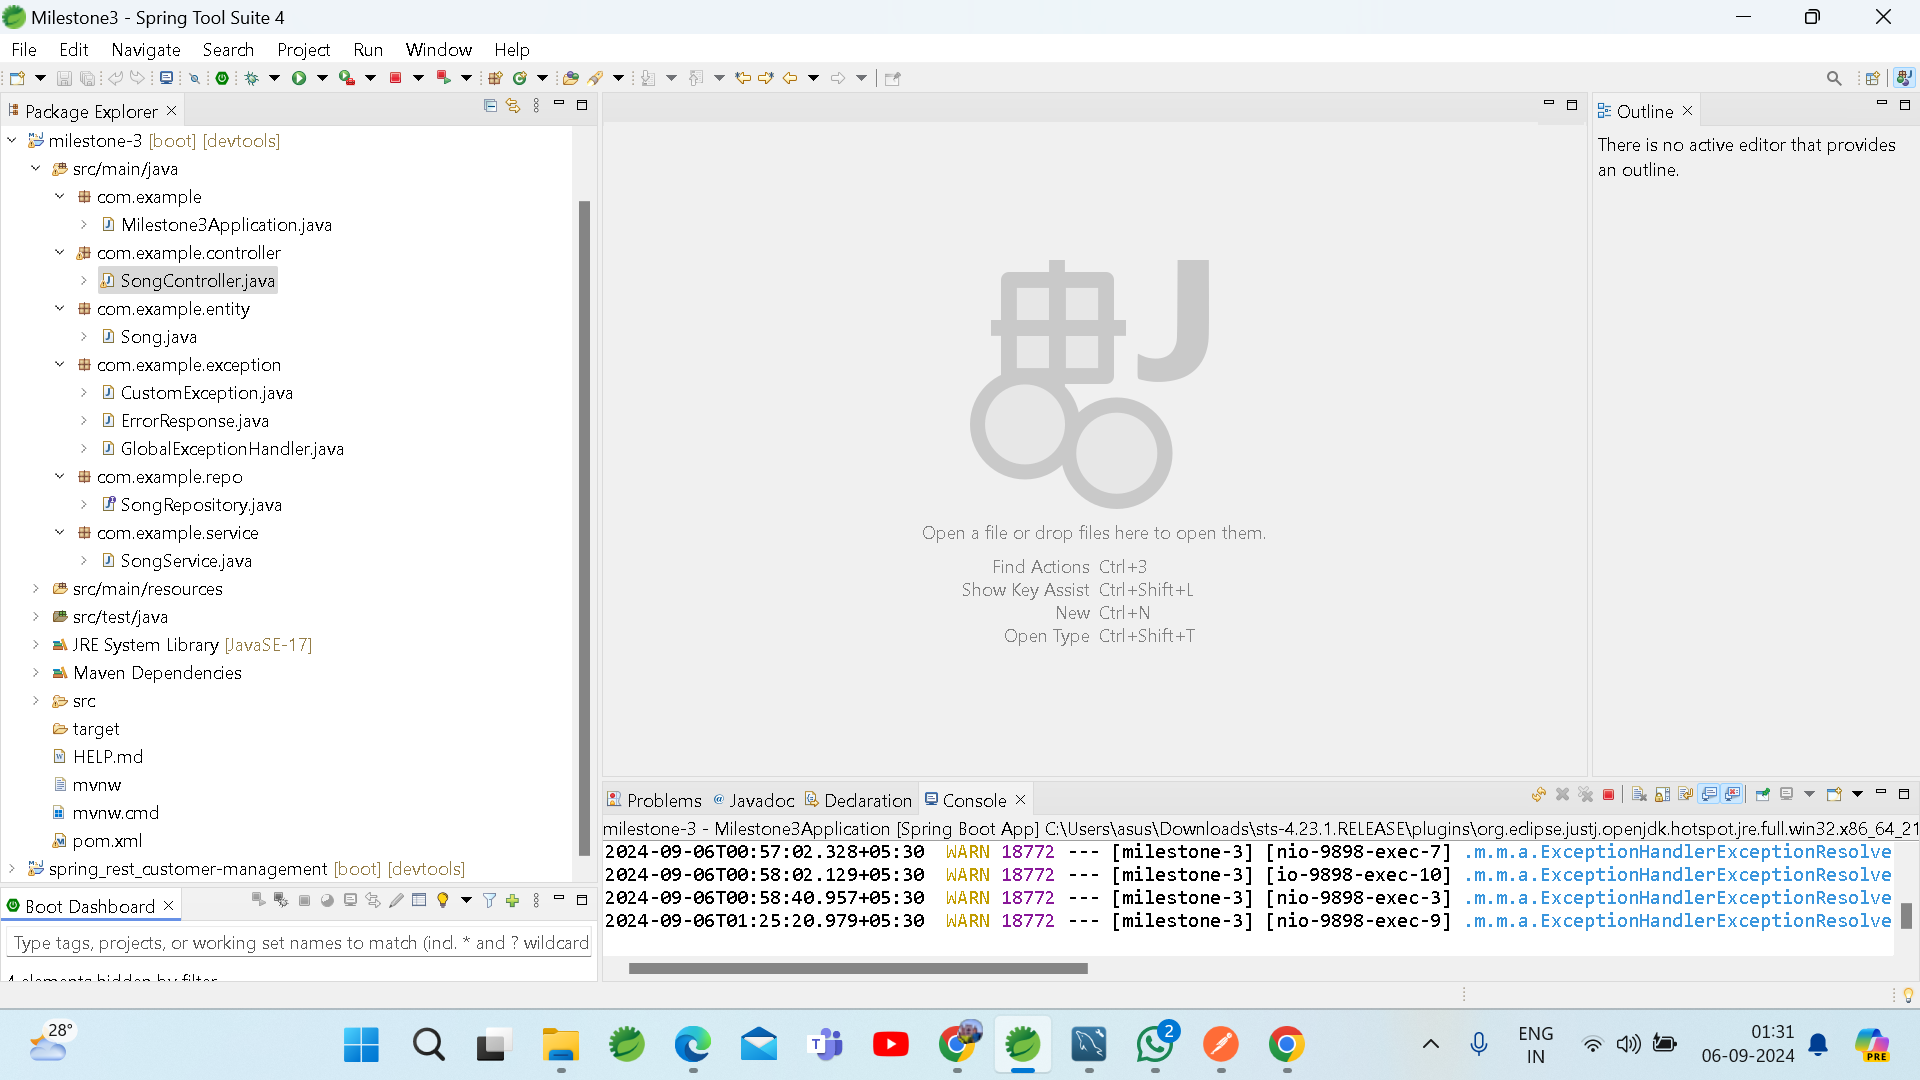 Milestone3 - Spring Tool Suite 4
File Edit Navigate Search Project Run Window Help
Package Explorer
milestone-3 [boot] [devtools]
src/main/java
com.example
Milestone3Application.java
com.example.controller
SongController.java
com.example.entity
Song.java
com.example.exception
CustomException.java
ErrorResponse.java
GlobalExceptionHandler.java
com.example.repo
SongRepository.java
com.example.service
SongService.java
src/main/resources
src/test/java
JRE System Library [JavaSE-17]
Maven Dependencies
src
target
HELP.md
mvnw
mvnw.cmd
pom.xml
spring_rest_customer-management [boot] [devtools]
Boot Dashboard
Type tags, projects, or working set names to match (incl. * and ? wildcard
4 elements hidden by filter
Open a file or drop files here to open them.
Find Actions Ctrl+3
Show Key Assist Ctrl+Shift+L
New Ctrl+N
Open Type Ctrl+Shift+T
Outline
There is no active editor that provides
an outline.
Problems Javadoc Declaration Console
milestone-3 - Milestone3Application [Spring Boot App] C:\Users\asus\Downloads\sts-4.23.1.RELEASE\plugins\org.eclipse.justj.openjdk.hotspot.jre.full.win32.x86_64_21
2024-09-06T00:57:02.328+05:30 WARN 18772 --- [milestone-3] [nio-9898-exec-7] .m.m.a.ExceptionHandlerExceptionResolve
2024-09-06T00:58:02.129+05:30 WARN 18772 --- [milestone-3] [io-9898-exec-10] .m.m.a.ExceptionHandlerExceptionResolve
2024-09-06T00:58:40.957+05:30 WARN 18772 --- [milestone-3] [nio-9898-exec-3] .m.m.a.ExceptionHandlerExceptionResolve
2024-09-06T01:25:20.979+05:30 WARN 18772 --- [milestone-3] [nio-9898-exec-9] .m.m.a.ExceptionHandlerExceptionResolve
28°
2
ENG
IN
01:31
06-09-2024
PRE